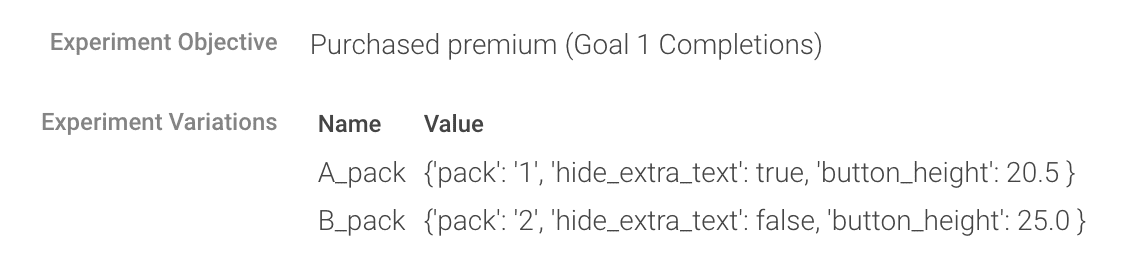 Experiment Objective Purchased premium (Goal 1 Completions)
Experiment Variations Name Value
A_pack {'pack': '1', 'hide_extra_text': true, 'button_height': 20.5 }
B_pack {'pack': '2', 'hide_extra_text': false, 'button_height': 25.0 }